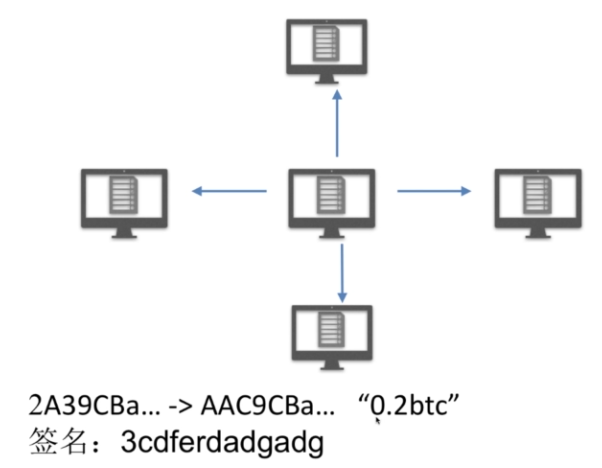 2A39CBa... -> AAC9CBa... “0.2btc”
签名：3cdferdadgadg